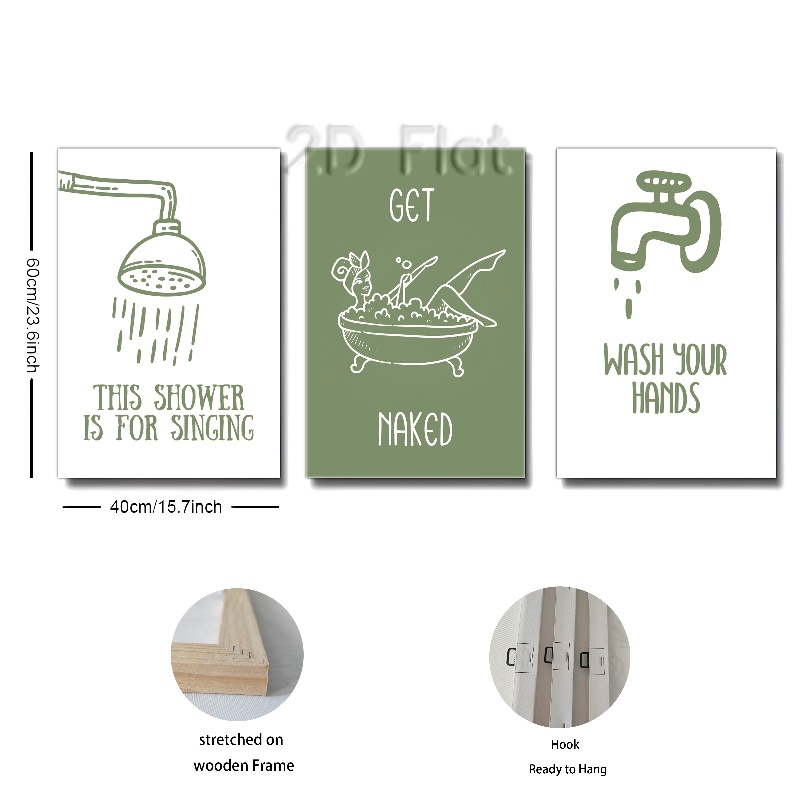 2D Flat
GET
60cm/23.6inch
WASH YOUR
HANDS
THIS SHOWER
IS FOR SINGING
NAKED
40cm/15.7inch
stretched on
wooden Frame
Hook
Ready to Hang